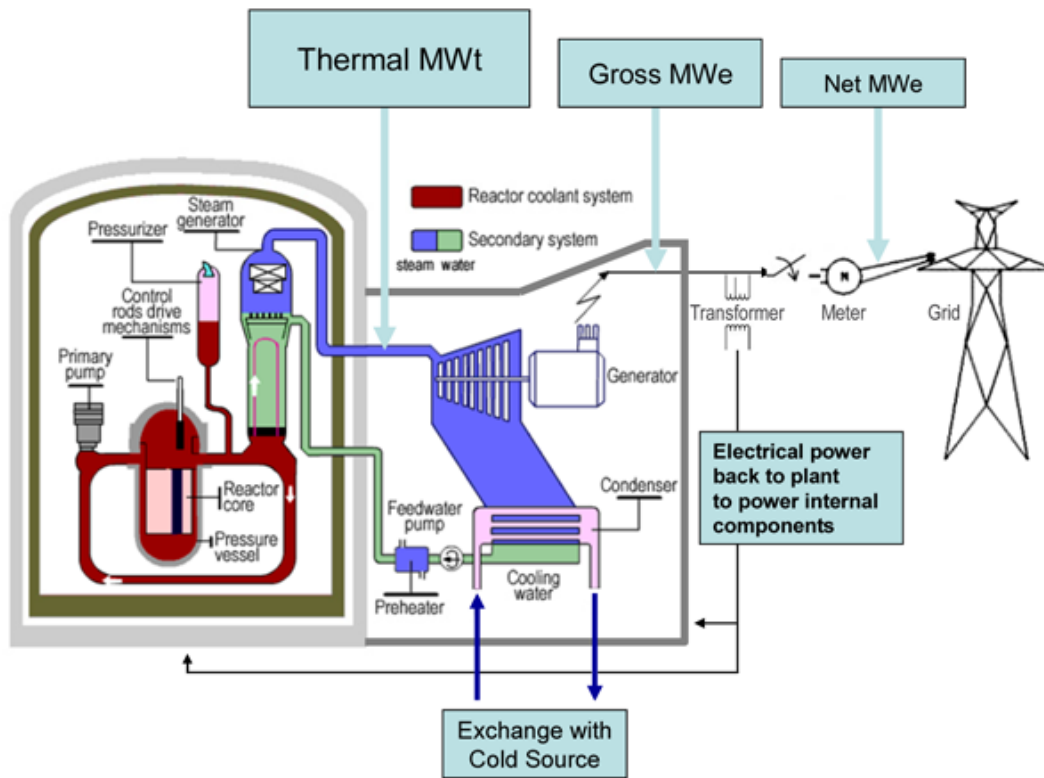 Thermal MWt
Gross MWe
Net MWe
Reactor coolant system
Secondary system
steam water
Steam
generator
Pressurizer
Control
rods drive
mechanisms
Primary
pump
Reactor
core
Pressure
vessel
Feedwater
pump
Preheater
Cooling
water
Condenser
Generator
Transformer
M
Meter
Grid
Electrical power
back to plant
to power internal
components
Exchange with
Cold Source